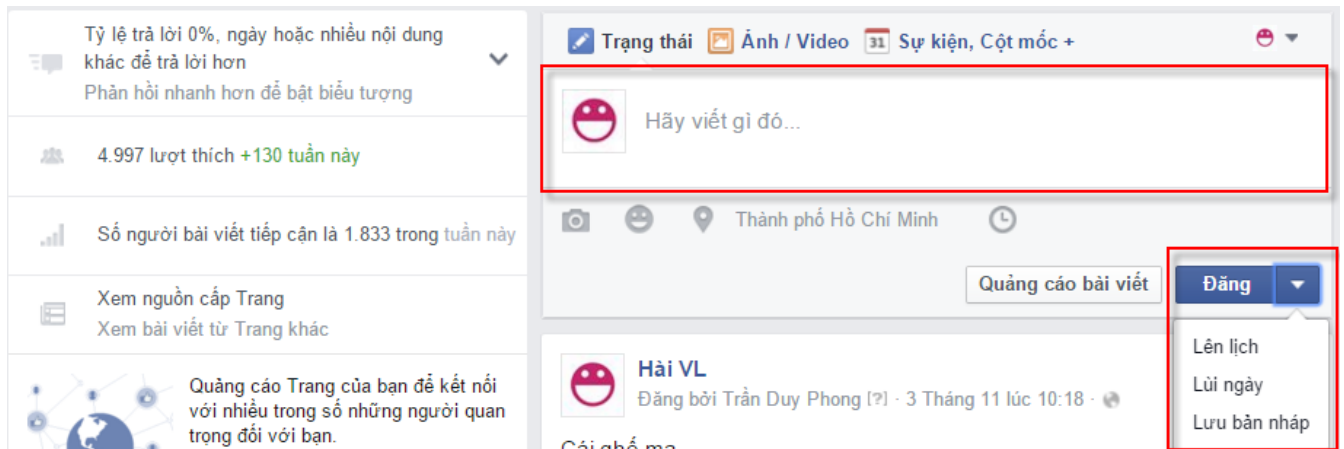 Tỷ lệ trả lời 0%, ngày hoặc nhiều nội dung
khác để trả lời hơn
Phản hồi nhanh hơn để bật biểu tượng
4.997 lượt thích +130 tuần này
Số người bài viết tiếp cận là 1.833 trong tuần này
Xem nguồn cấp Trang
Xem bài viết từ Trang khác
Quảng cáo Trang của bạn để kết nối
với nhiều trong số những người quan
trọng đối với bạn.
Trạng thái Ảnh / Video 31 Sự kiện, Cột mốc +
Hãy viết gì đó...
Thành phố Hồ Chí Minh
Quảng cáo bài viết Đăng
Lên lịch
Lùi ngày
Lưu bản nháp
Hài VL
Đăng bởi Trần Duy Phong [?] · 3 Tháng 11 lúc 10:18 ·
Cái ghế ma